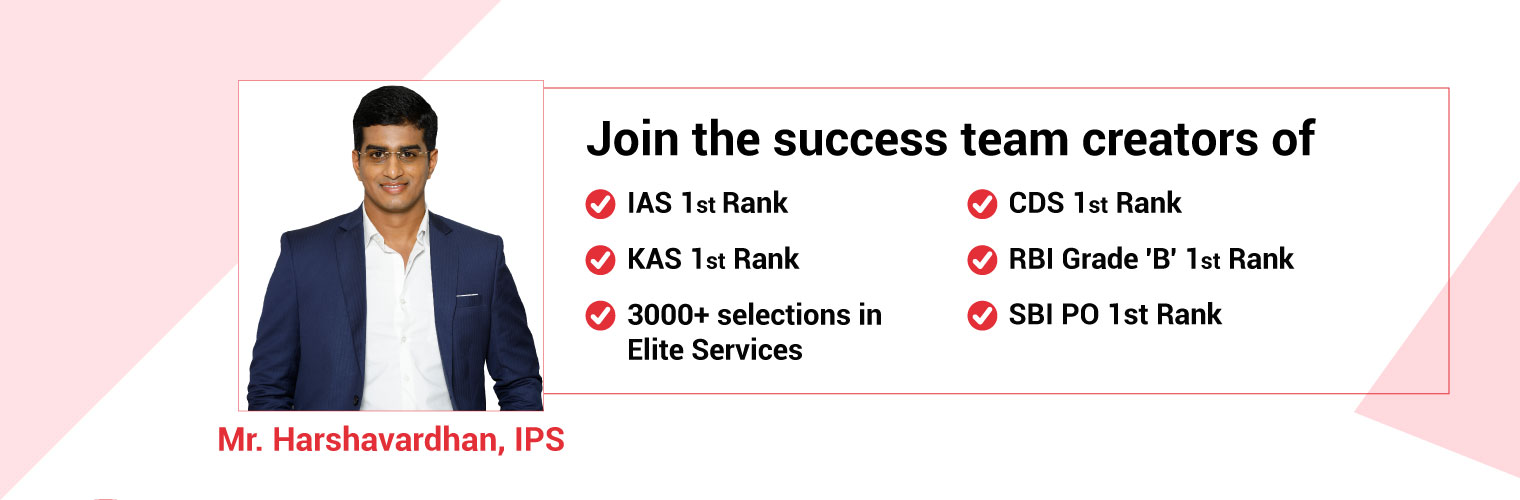 Join the success team creators of
IAS 1st Rank
CDS 1st Rank
KAS 1st Rank
RBI Grade 'B' 1st Rank
3000+ selections in
Elite Services
SBI PO 1st Rank
Mr. Harshavardhan, IPS